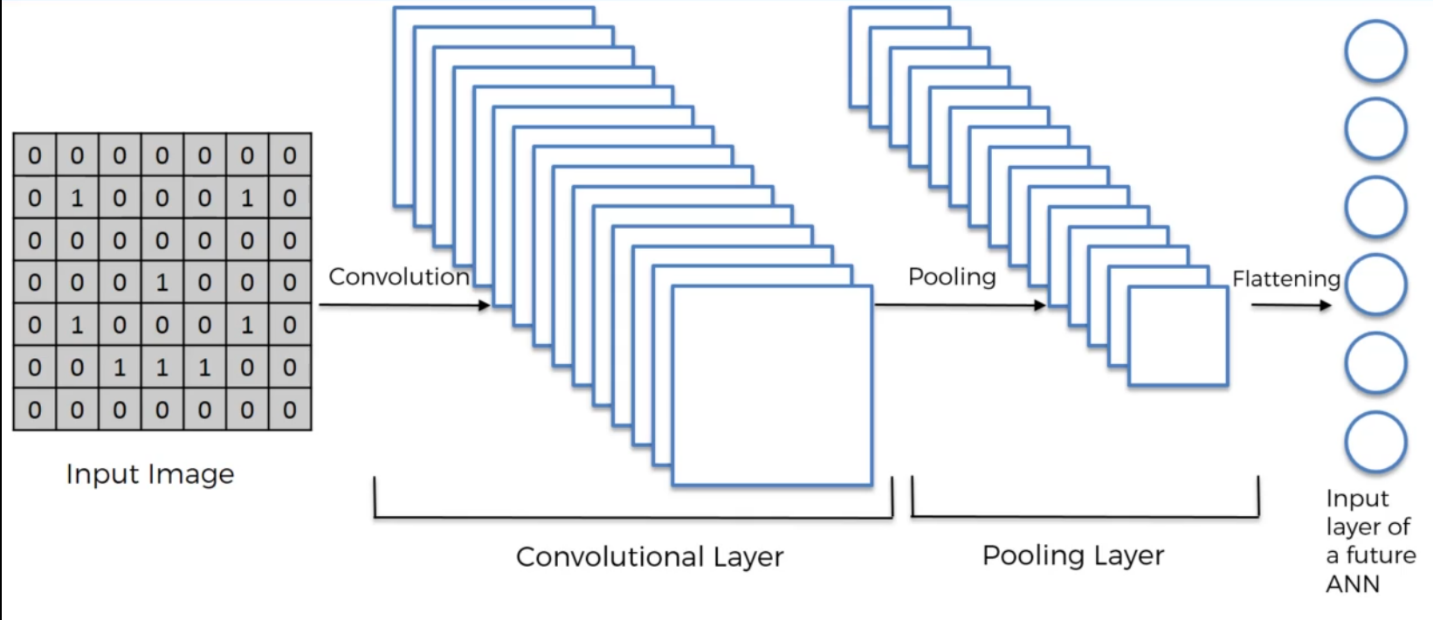 0 0 0 0 0 0 0
0 1 0 0 0 1 0
0 0 0 0 0 0 0
0 0 0 1 0 0 0
0 1 0 0 0 1 0
0 0 1 1 1 0 0
0 0 0 0 0 0 0
Input Image
Convolution
Convolutional Layer
Pooling
Pooling Layer
Flattening
Input
layer of
a future
ANN